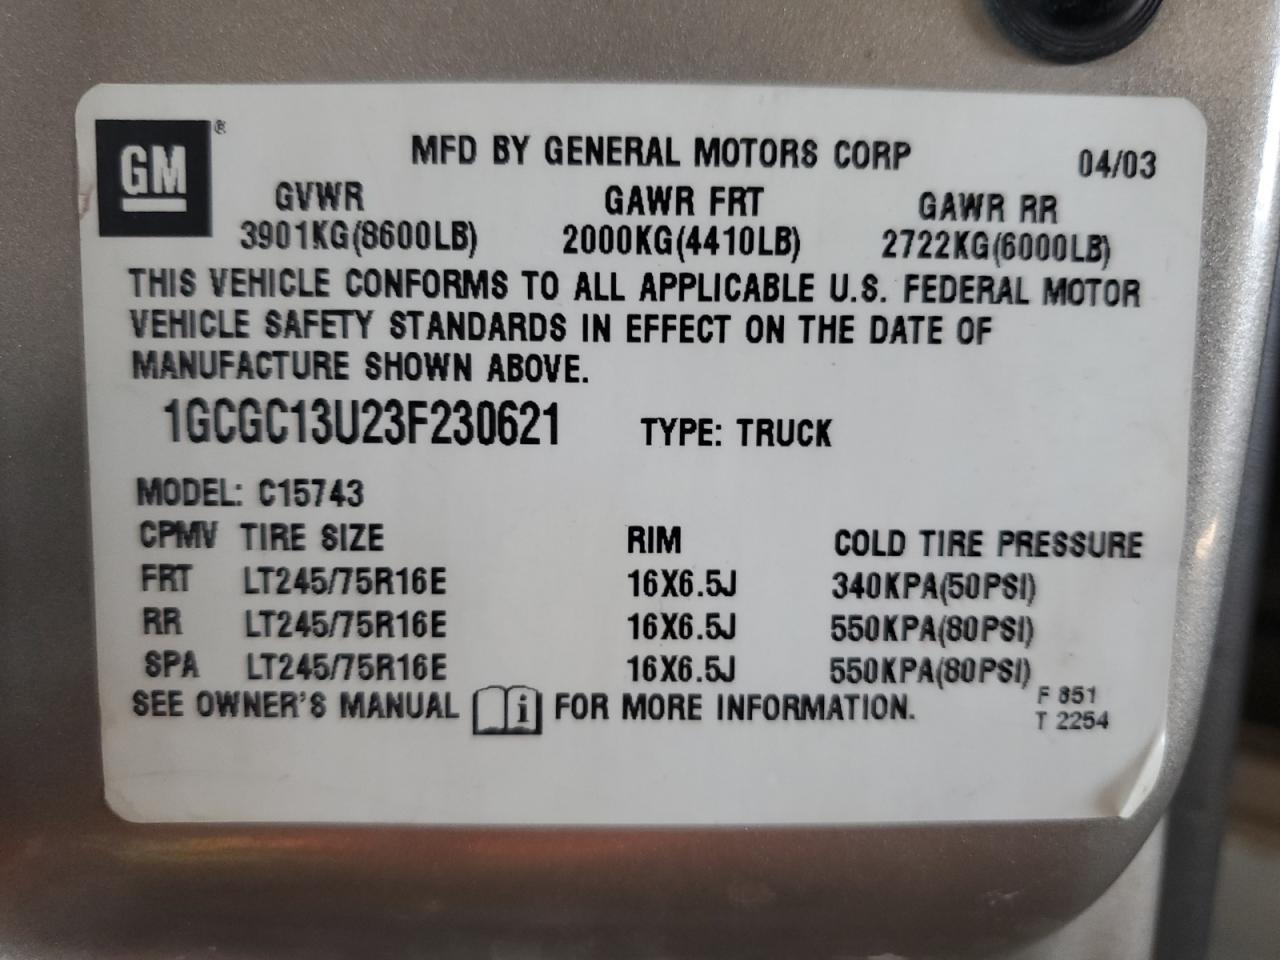 GM®
MFD BY GENERAL MOTORS CORP 04/03
GVWR GAWR FRT GAWR RR
3901KG(8600LB) 2000KG(4410LB) 2722KG(6000LB)
THIS VEHICLE CONFORMS TO ALL APPLICABLE U.S. FEDERAL MOTOR
VEHICLE SAFETY STANDARDS IN EFFECT ON THE DATE OF
MANUFACTURE SHOWN ABOVE.
1GCGC13U23F230621 TYPE: TRUCK
MODEL: C15743
CPMV TIRE SIZE RIM COLD TIRE PRESSURE
FRT LT245/75R16E 16X6.5J 340KPA(50PSI)
RR LT245/75R16E 16X6.5J 550KPA(80PSI)
SPA LT245/75R16E 16X6.5J 550KPA(80PSI)
SEE OWNER'S MANUAL i FOR MORE INFORMATION.
F 851
T 2254